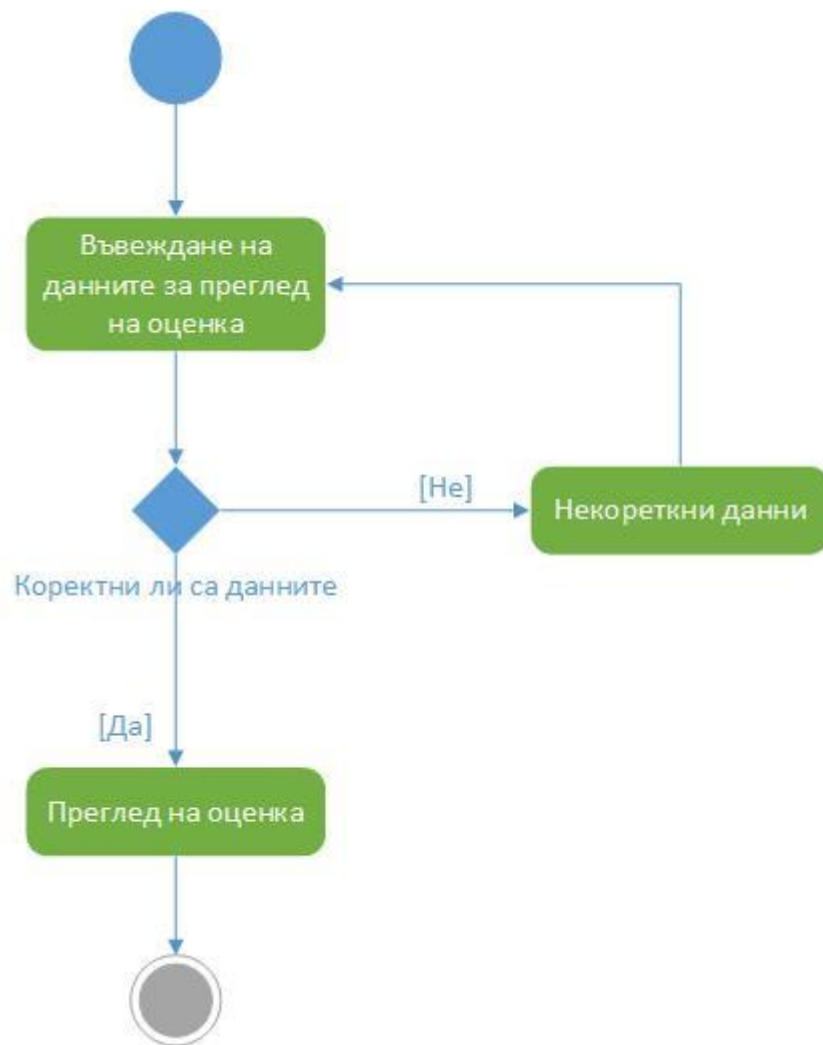 Въвеждане на
данните за преглед
на оценка
[Не]
Некореткни данни
Коректни ли са данните
[Да]
Преглед на оценка